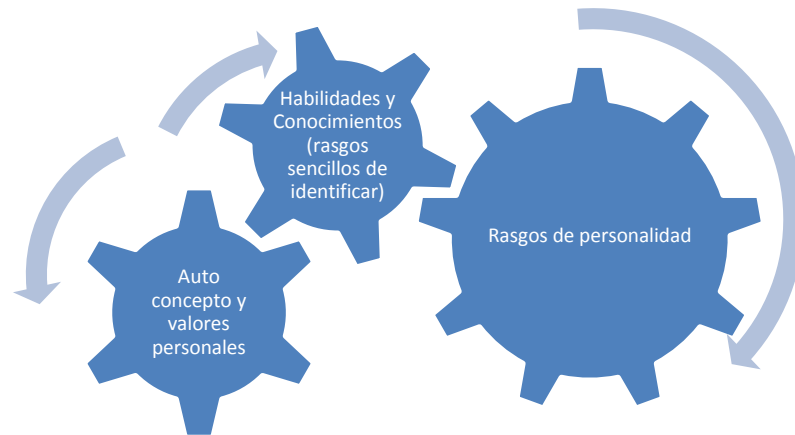 Habilidades y
Conocimientos
(rasgos
sencillos de
identificar)
Rasgos de personalidad
Auto
concepto y
valores
personales